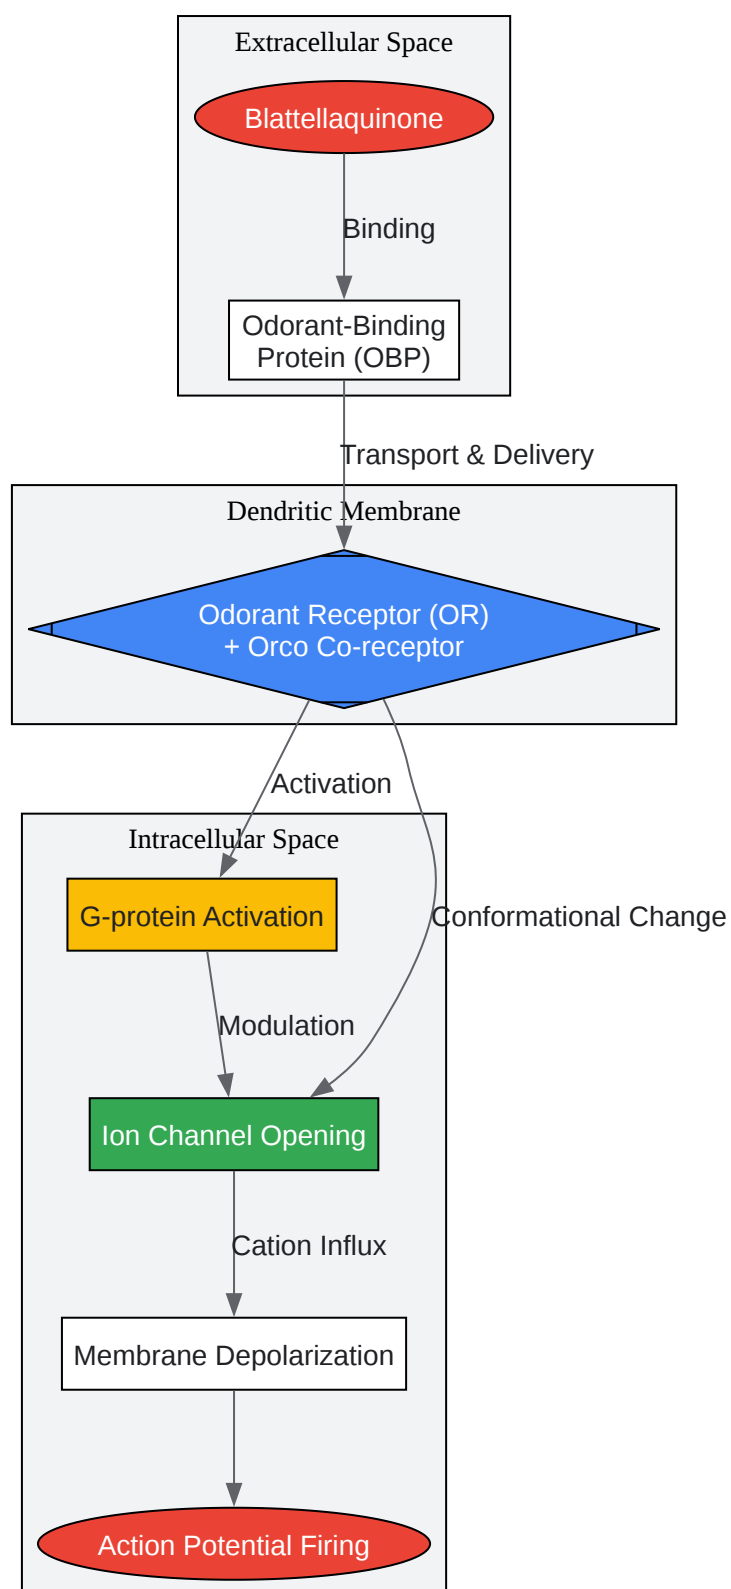 Extracellular Space
Blattellaquinone
Binding
Odorant-Binding
Protein (OBP)
Transport & Delivery
Dendritic Membrane
Odorant Receptor (OR)
+ Orco Co-receptor
Activation
Intracellular Space
G-protein Activation
Conformational Change
Modulation
Ion Channel Opening
Cation Influx
Membrane Depolarization
Action Potential Firing